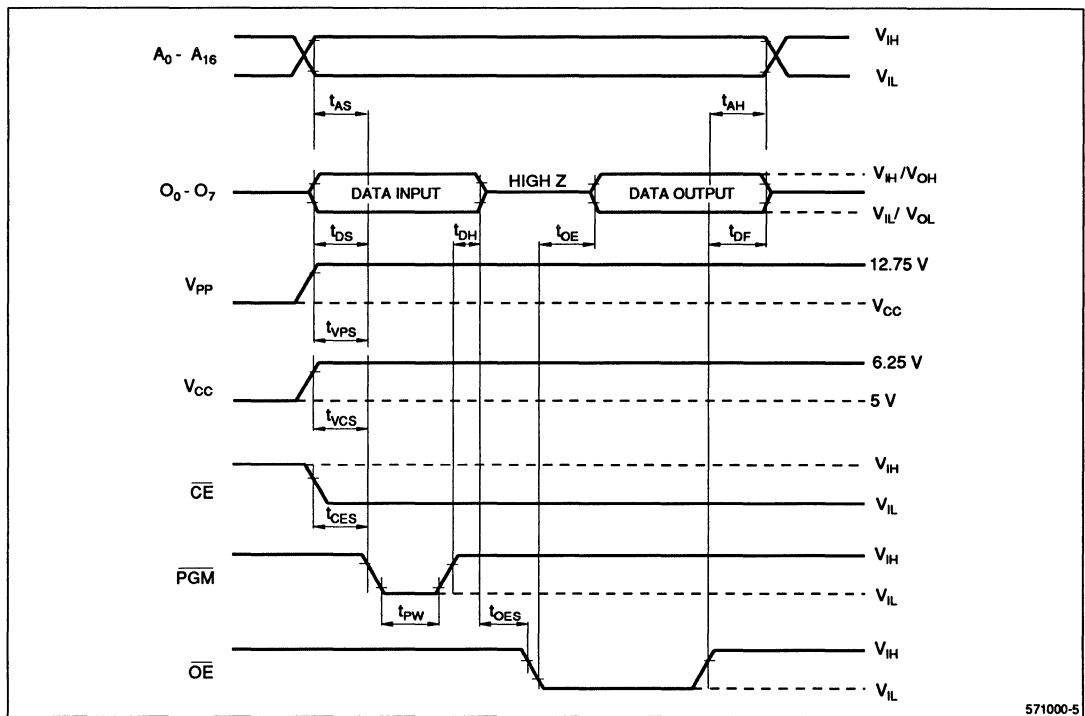 A0 - A16
VIH
VIL
tAS
tAH
O0 - O7
DATA INPUT
HIGH Z
DATA OUTPUT
VIH /VOH
VIL/ VOL
tDS
tDH
tOE
tDF
VPP
12.75 V
VCC
tVPS
VCC
6.25 V
5 V
tVCS
CE
VIH
VIL
tCES
PGM
VIH
VIL
tPW
tOES
OE
VIH
VIL
571000-5